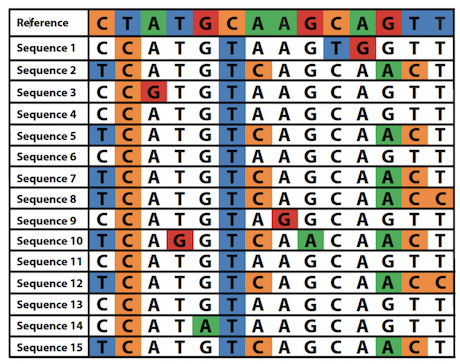 Reference C T A T G C A A G C A G T T
Sequence 1 C C A T G T A A G T G G T T
Sequence 2 T C A T G T C A G C A A C T
Sequence 3 C C G T G T A A G C A G T T
Sequence 4 C C A T G T A A G C A G T T
Sequence 5 T C A T G T C A G C A A C T
Sequence 6 C C A T G T A A G C A G T T
Sequence 7 T C A T G T C A G C A A C T
Sequence 8 T C A T G T C A G C A A C C
Sequence 9 C C A T G T A G G C A G T T
Sequence 10 T C A G G T C A A C A A C T
Sequence 11 C C A T G T A A G C A G T T
Sequence 12 T C A T G T C A G C A A C C
Sequence 13 C C A T G T A A G C A G T T
Sequence 14 C C A T A T A A G C A G T T
Sequence 15 T C A T G T C A G C A A C T